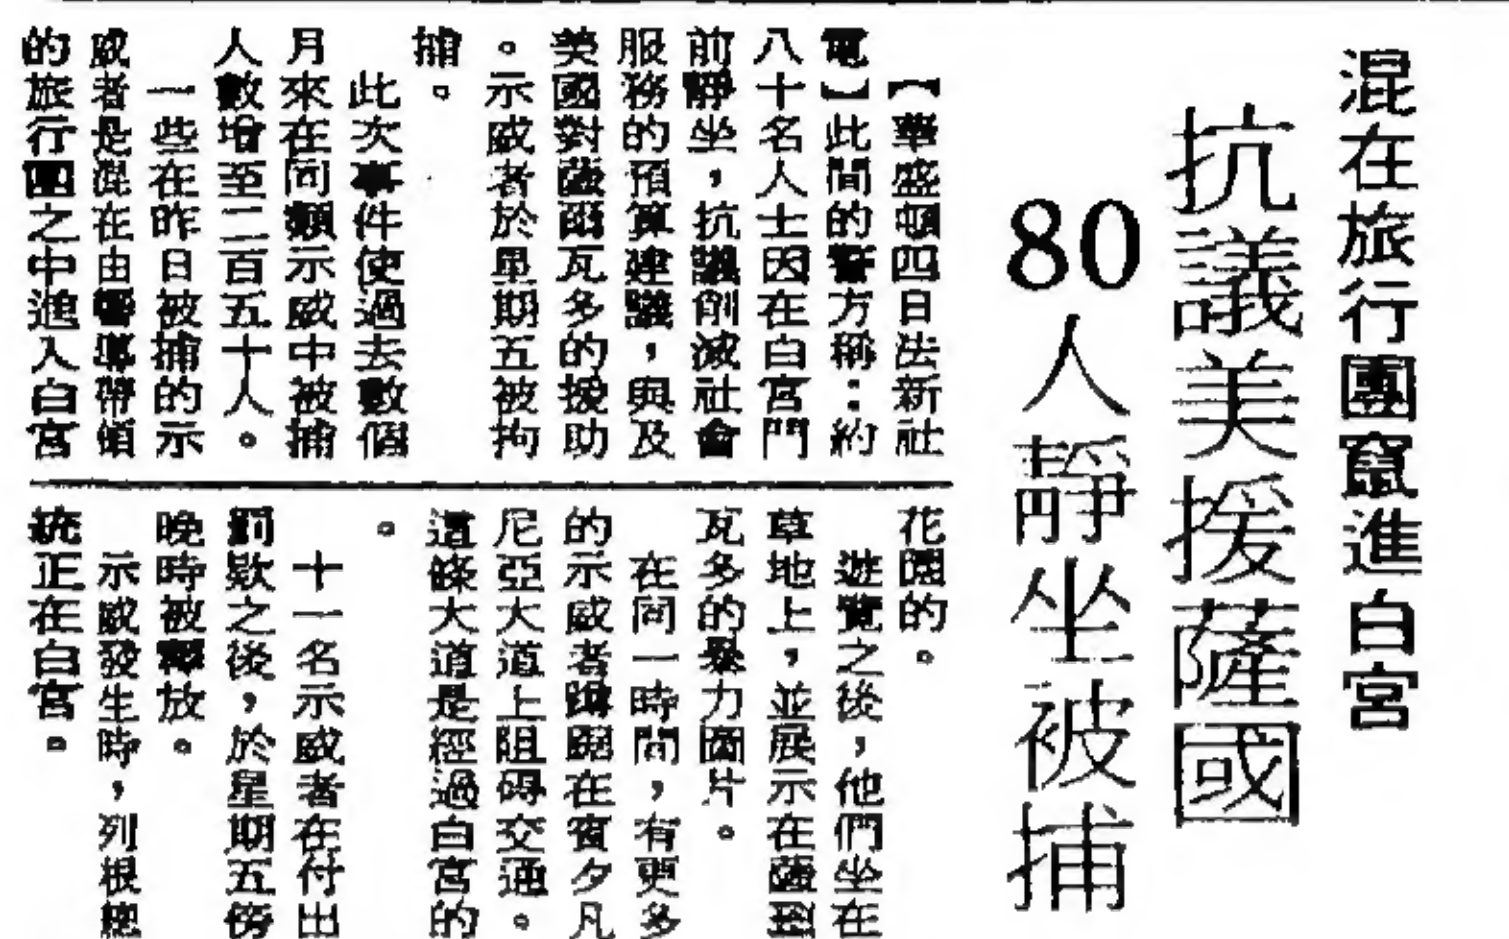 混在旅行團竄進白宮
抗議美援薩國
80人靜坐被捕
【華盛頓四日法新社
電】此間的警方稱：約
八十名人士因在白宮門
前靜坐，抗議削減社會
服務的預算建議，與及
美國對薩爾瓦多的援助
。示威者於星期五被拘
捕。
此次事件使過去數個
月來在同類示威中被捕
人數增至二百五十人。
一些在昨日被捕的示
威者是混在由嚮導帶領
的旅行團之中進入白宮
花園的。
遊覽之後，他們坐在
草地上，並展示在薩爾
瓦多的暴力圖片。
在同一時間，有更多
的示威者蹲踞在賓夕凡
尼亞大道上阻碍交通。
這條大道是經過白宮的
。
十一名示威者在付出
罰欵之後，於星期五傍
晚時被釋放。
示威發生時，列根總
統正在白宮。